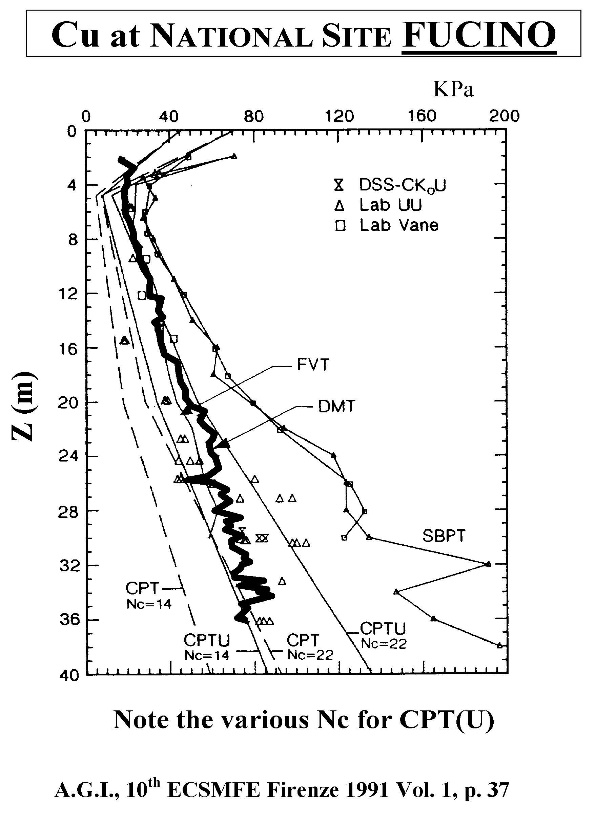 Cu at NATIONAL SITE FUCINO
KPa
0 40 80 120 160 200
0
4
8
12
16
20
24
28
32
36
40
Z (m)
DSS-CKoU
Lab UU
Lab Vane
FVT
DMT
SBPT
CPT
Nc=14
CPTU
Nc=14
CPT
Nc=22
CPTU
Nc=22
Note the various Nc for CPT(U)
A.G.I., 10th ECSMFE Firenze 1991 Vol. 1, p. 37